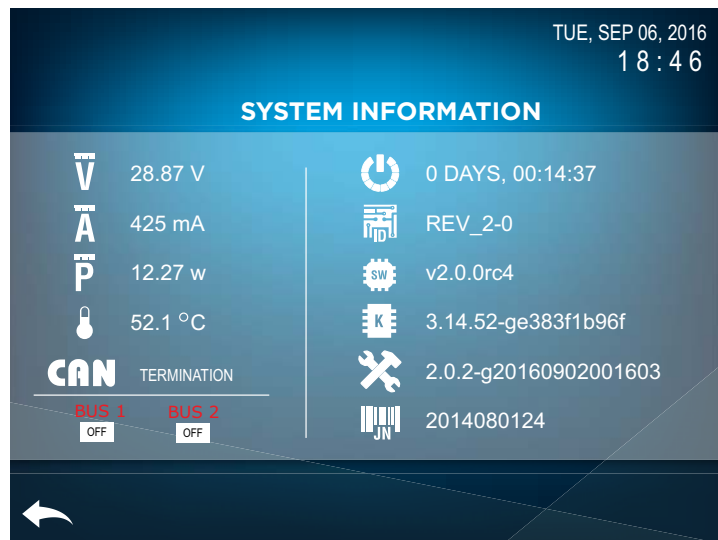 TUE, SEP 06, 2016
18:46
SYSTEM INFORMATION
V 28.87 V
A 425 mA
P 12.27 w
52.1 °C
CAN TERMINATION
BUS 1 BUS 2
OFF OFF
0 DAYS, 00:14:37
ID REV_2-0
SW v2.0.0rc4
K 3.14.52-ge383f1b96f
2.0.2-g20160902001603
JN 2014080124